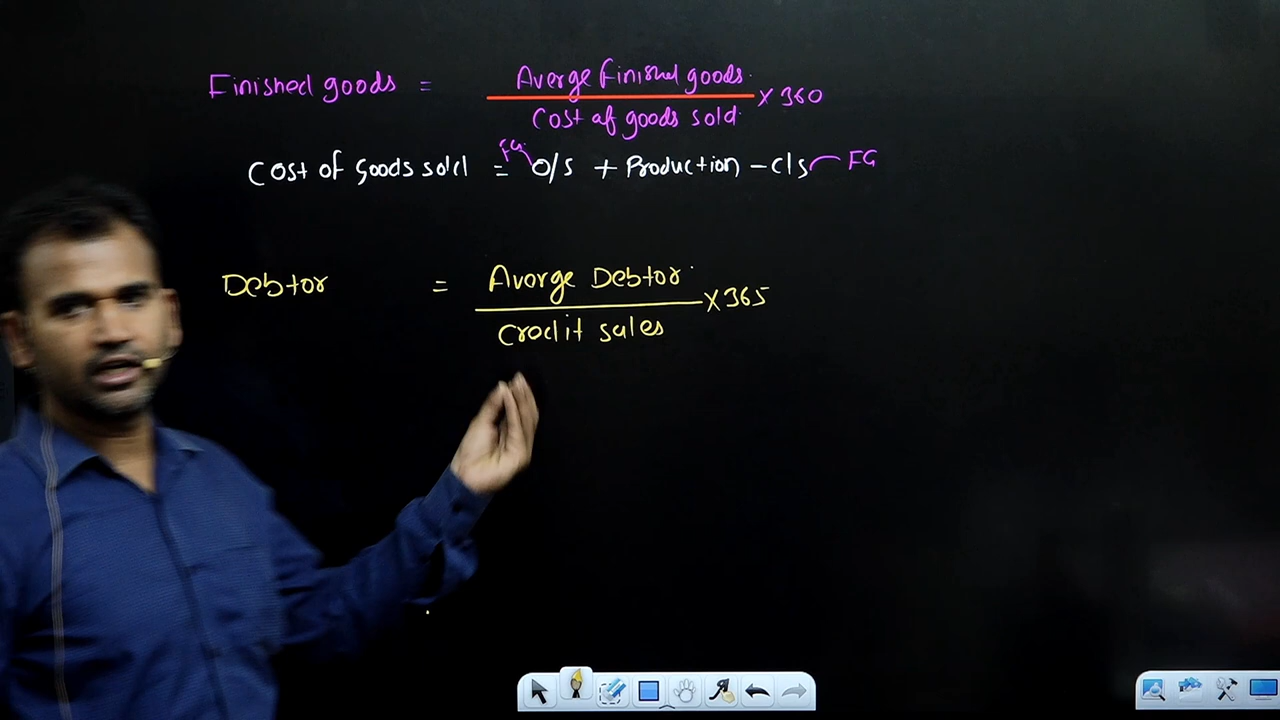 Finished goods = Averge finished goods × 360
Cost of goods sold
FG
Cost of Goods sold = O/S + Production - C/S FG
Debtor = Averge Debtor × 365
Credit sales